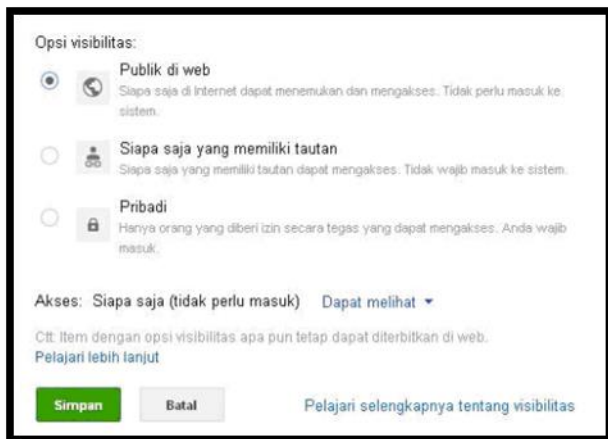 Opsi visibilitas:
Publik di web
Siapa saja di Internet dapat menemukan dan mengakses. Tidak perlu masuk ke
sistem.
Siapa saja yang memiliki tautan
Siapa saja yang memiliki tautan dapat mengakses. Tidak wajib masuk ke sistem.
Pribadi
Hanya orang yang diberi izin secara tegas yang dapat mengakses. Anda wajib
masuk.
Akses: Siapa saja (tidak perlu masuk) Dapat melihat
Ctt: Item dengan opsi visibilitas apa pun tetap dapat diterbitkan di web.
Pelajari lebih lanjut
Simpan Batal Pelajari selengkapnya tentang visibilitas